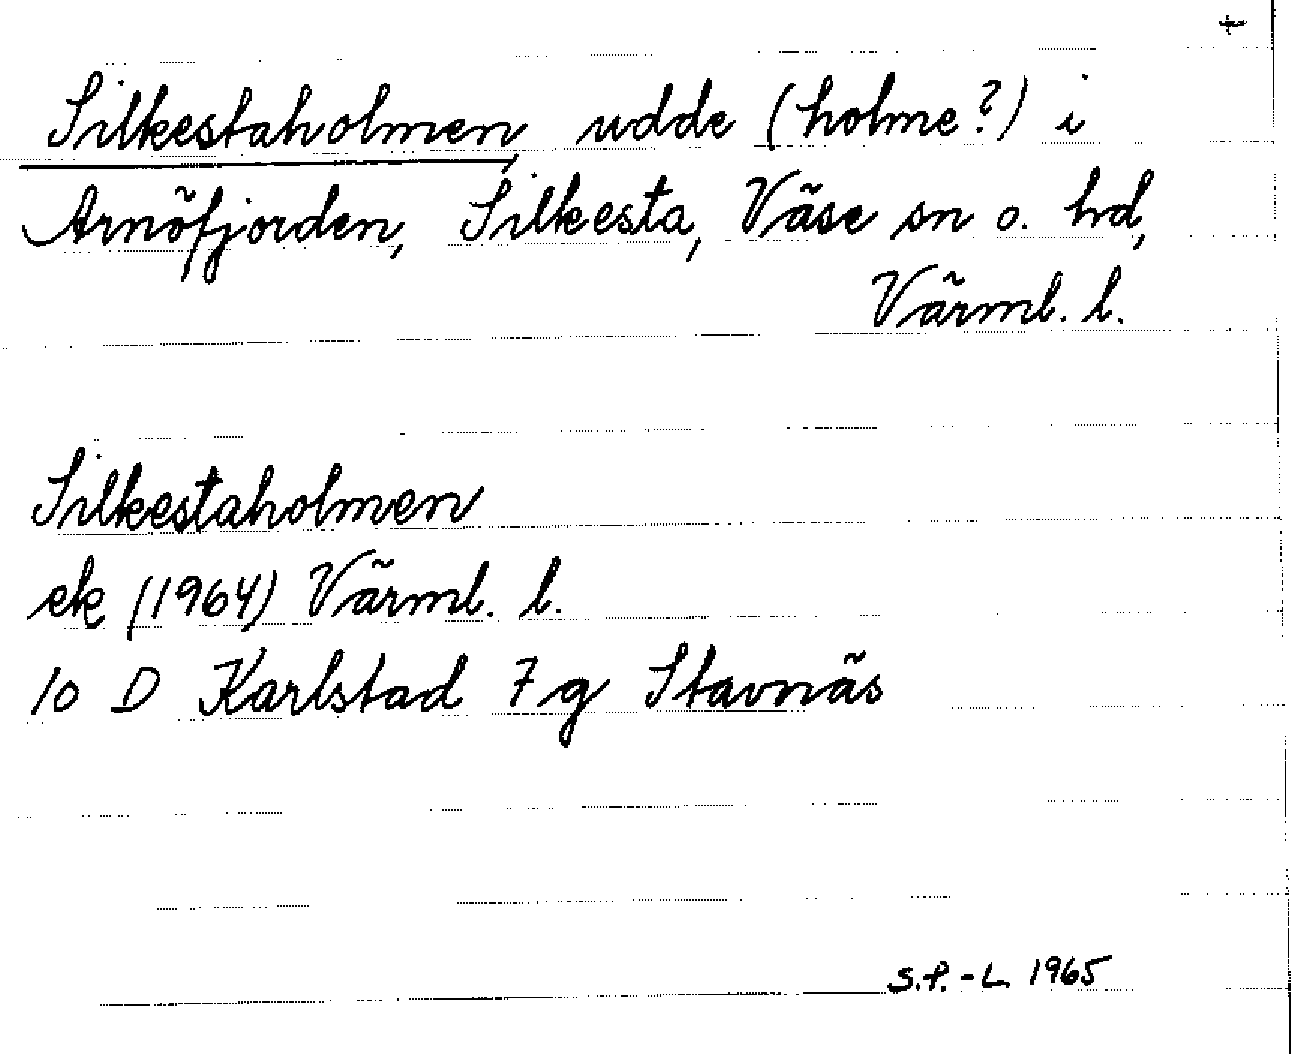 +
Silkestaholmen, udde (holme?) i
Arnöfjorden, Silkesta, Väse sn o. hd,
Värml. l.
Silkestaholmen
ek (1964) Värml. l.
10 D Karlstad 7 g Stavnäs
S.P.-L 1965